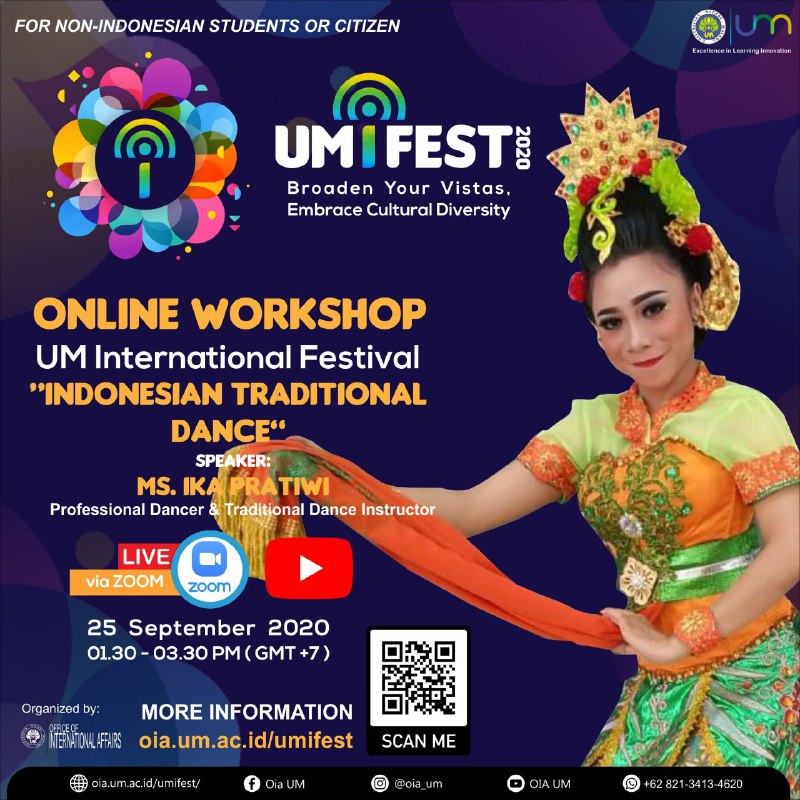 FOR NON-INDONESIAN STUDENTS OR CITIZEN
um
Excellence in Learning Innovation
UMiFEST 2020
Broaden Your Vistas,
Embrace Cultural Diversity
ONLINE WORKSHOP
UM International Festival
”INDONESIAN TRADITIONAL
DANCE“
SPEAKER:
MS. IKA PRATIWI
Professional Dancer & Traditional Dance Instructor
LIVE
via ZOOM
zoom
25 September 2020
01.30 - 03.30 PM ( GMT +7 )
Organized by:
OFFICE OF
INTERNATIONAL AFFAIRS
MORE INFORMATION
oia.um.ac.id/umifest
SCAN ME
oia.um.ac.id/umifest/
Oia UM
@oia_um
OIA UM
+62 821-3413-4620